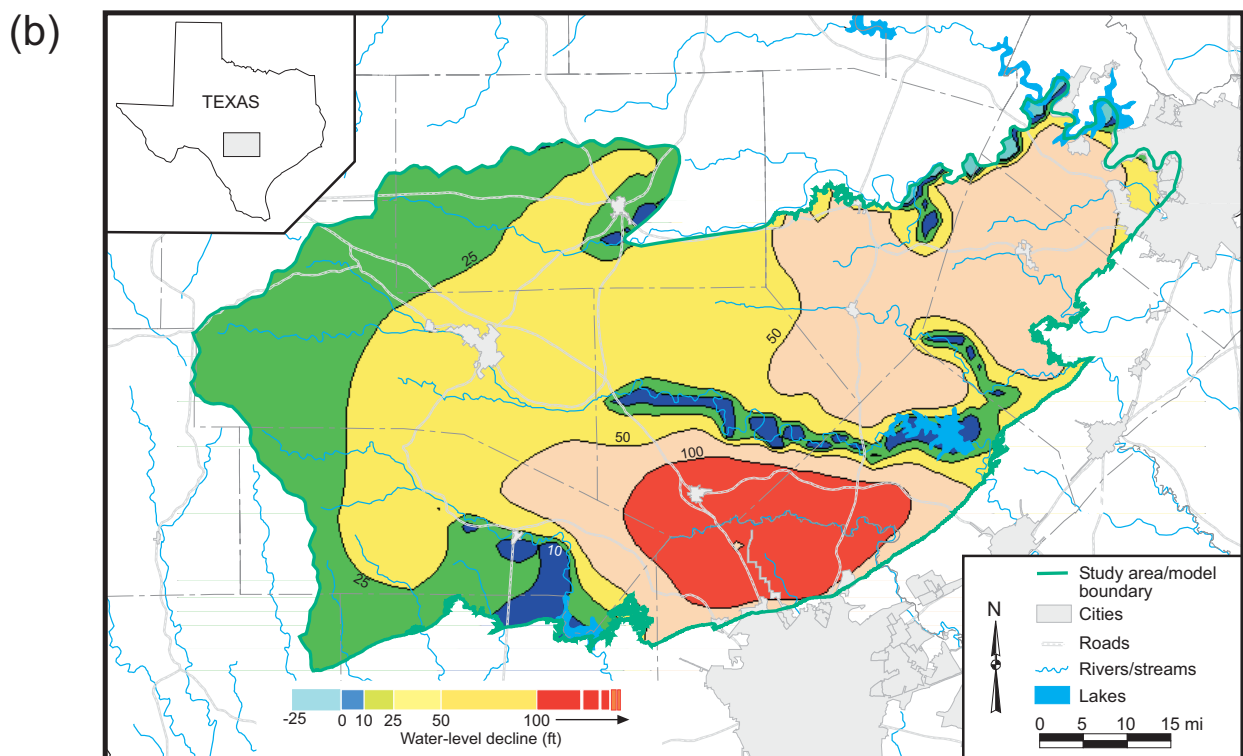 (b)
TEXAS
25
50
50
100
10
25
Study area/model
boundary
Cities
Roads
Rivers/streams
Lakes
N
0 5 10 15 mi
-25 0 10 25 50 100
Water-level decline (ft)